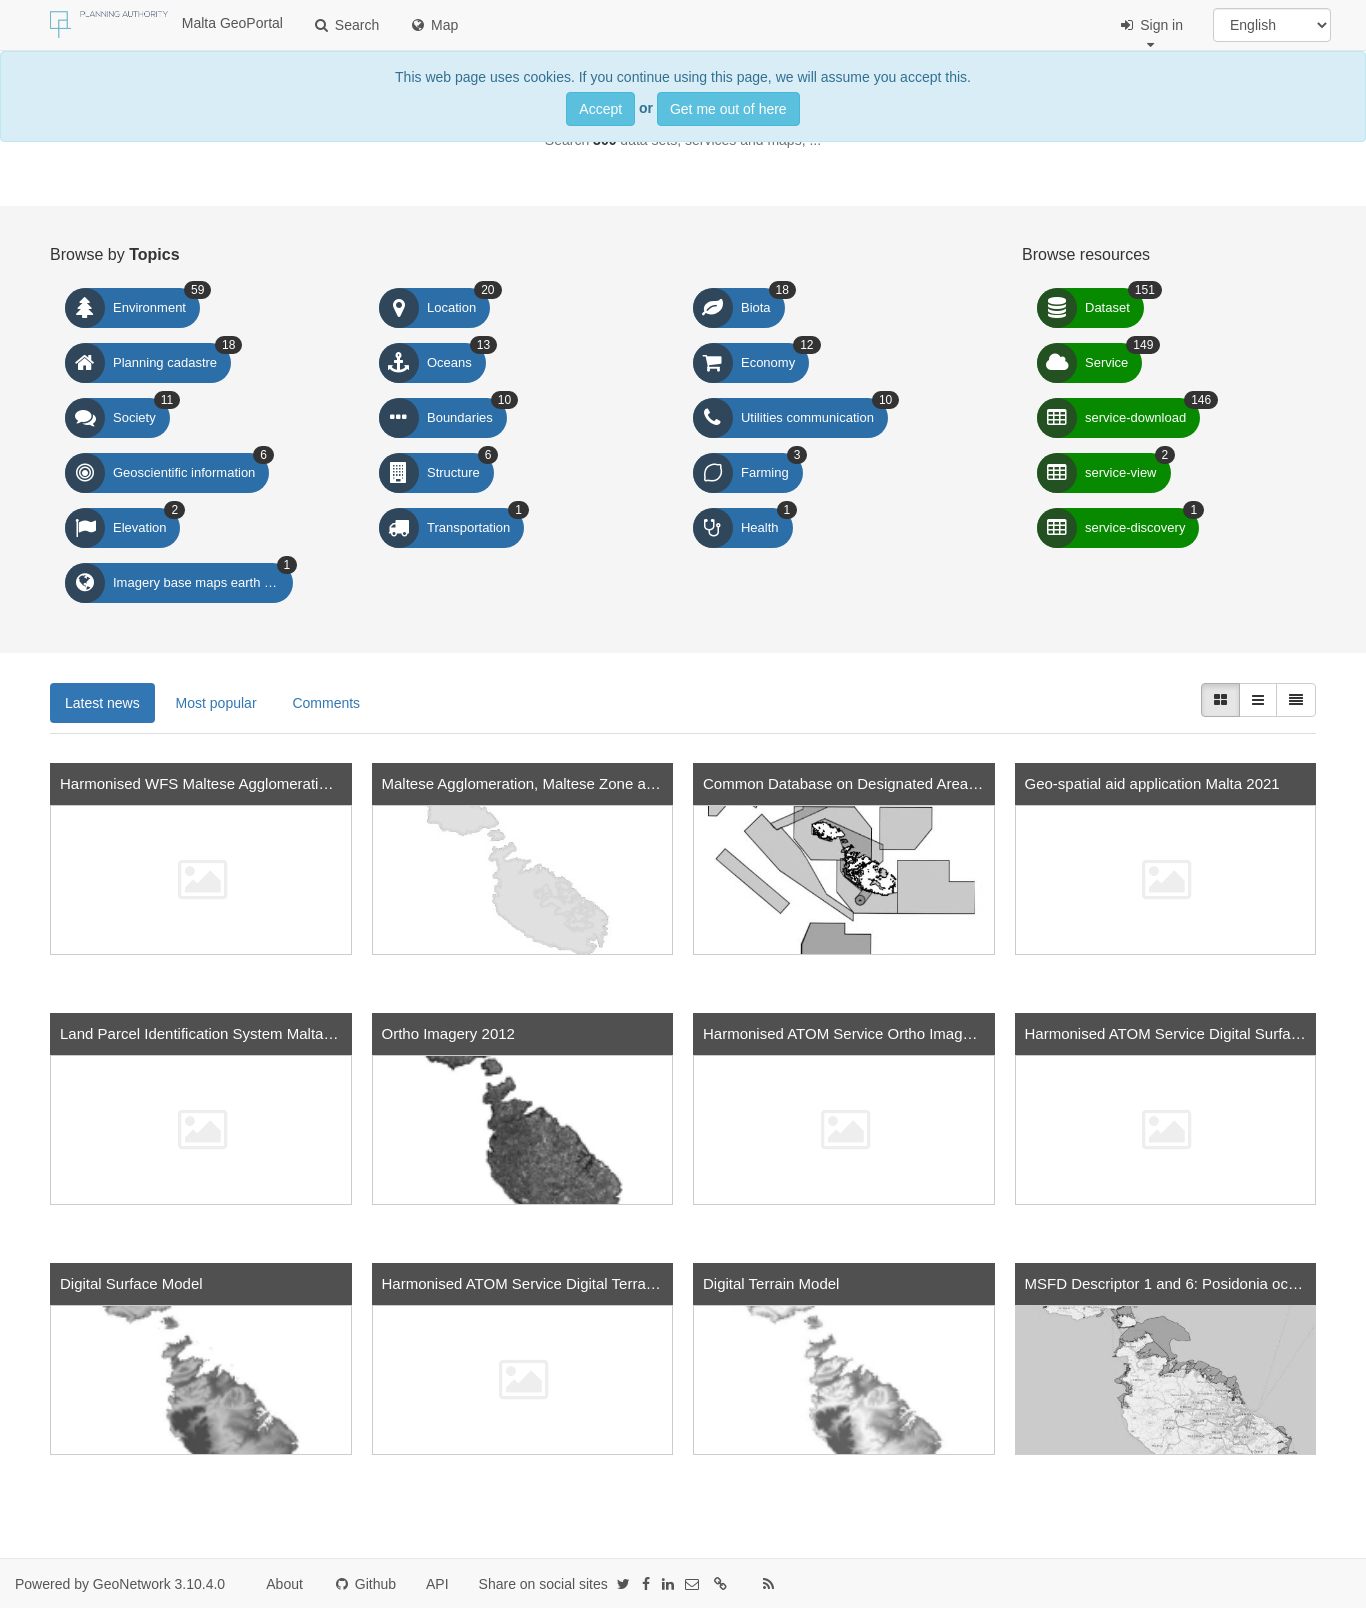 PLANNING AUTHORITY
Malta GeoPortal
Search
Map
Sign in
English
This web page uses cookies. If you continue using this page, we will assume you accept this.
Accept or Get me out of here
data sets, services and maps, ...
Browse by Topics
Environment 59
Location 20
Biota 18
Planning cadastre 18
Oceans 13
Economy 12
Society 11
Boundaries 10
Utilities communication 10
Geoscientific information 6
Structure 6
Farming 3
Elevation 2
Transportation 1
Health 1
Imagery base maps earth ... 1
Browse resources
Dataset 151
Service 149
service-download 146
service-view 2
service-discovery 1
Latest news
Most popular
Comments
Harmonised WFS Maltese Agglomerati...
Maltese Agglomeration, Maltese Zone a...
Common Database on Designated Area...
Geo-spatial aid application Malta 2021
Land Parcel Identification System Malta...
Ortho Imagery 2012
Harmonised ATOM Service Ortho Imag...
Harmonised ATOM Service Digital Surfa...
Digital Surface Model
Harmonised ATOM Service Digital Terra...
Digital Terrain Model
MSFD Descriptor 1 and 6: Posidonia oc...
Powered by GeoNetwork 3.10.4.0
About
Github
API
Share on social sites